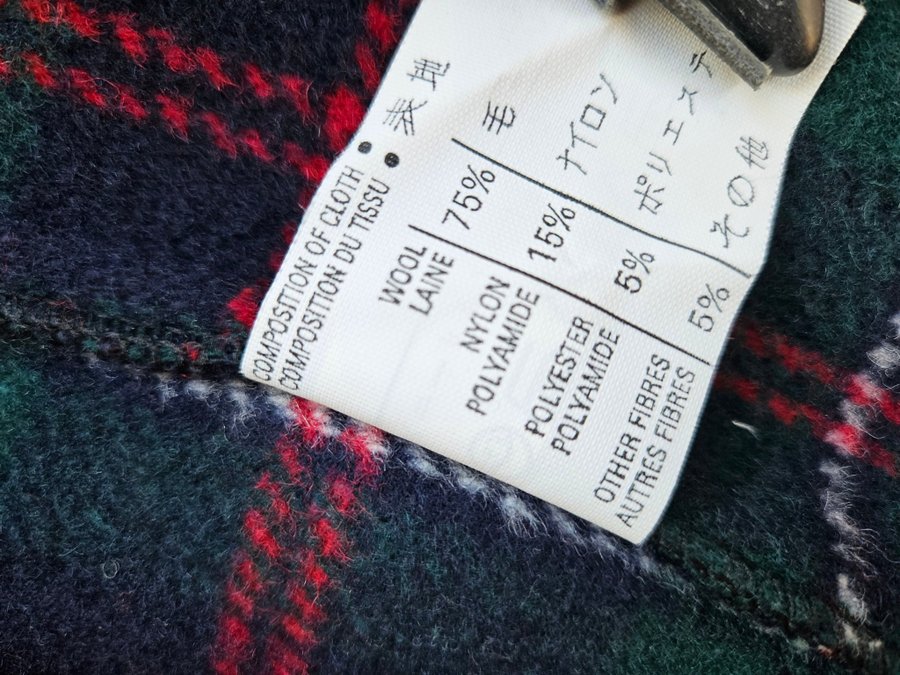 COMPOSITION OF CLOTH
COMPOSITION DU TISSU
表地
WOOL 75% 毛
LAINE
NYLON 15% ナイロン
POLYAMIDE
POLYESTER 5% ポリエステ
POLYAMIDE
OTHER FIBRES 5% その他
AUTRES FIBRES